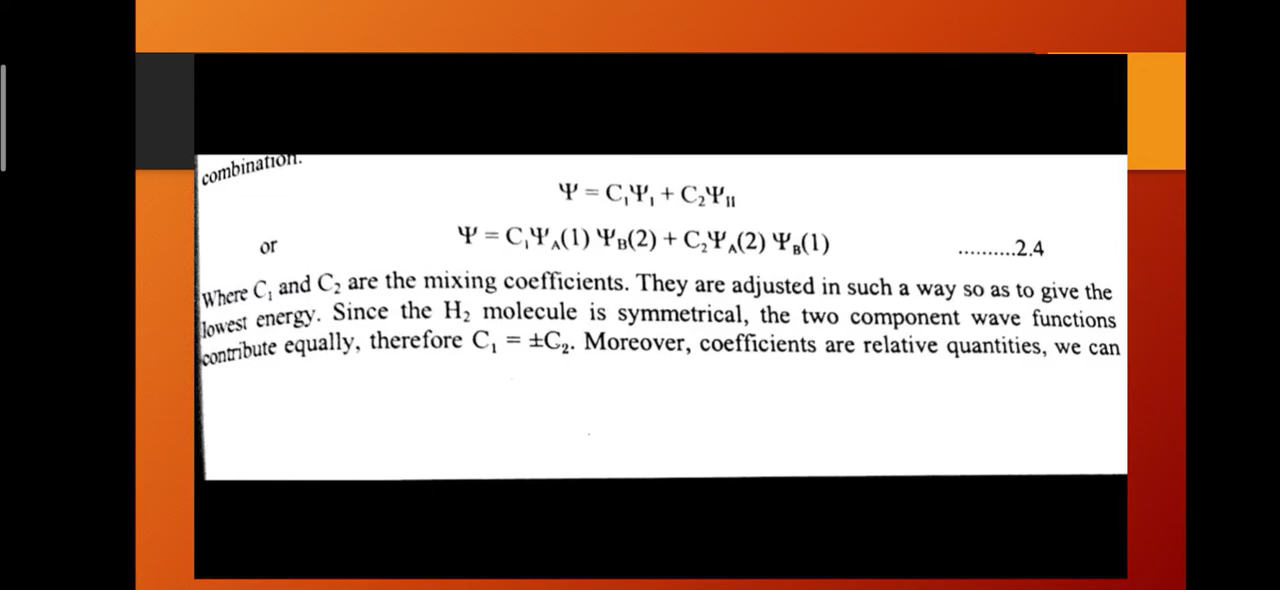 combination.
Ψ = C₁Ψ₁ + C₂Ψ₁₁
or Ψ = C₁Ψ_A(1) Ψ_B(2) + C₂Ψ_A(2) Ψ_B(1) ..........2.4
Where C₁ and C₂ are the mixing coefficients. They are adjusted in such a way so as to give the
lowest energy. Since the H₂ molecule is symmetrical, the two component wave functions
contribute equally, therefore C₁ = ±C₂. Moreover, coefficients are relative quantities, we can